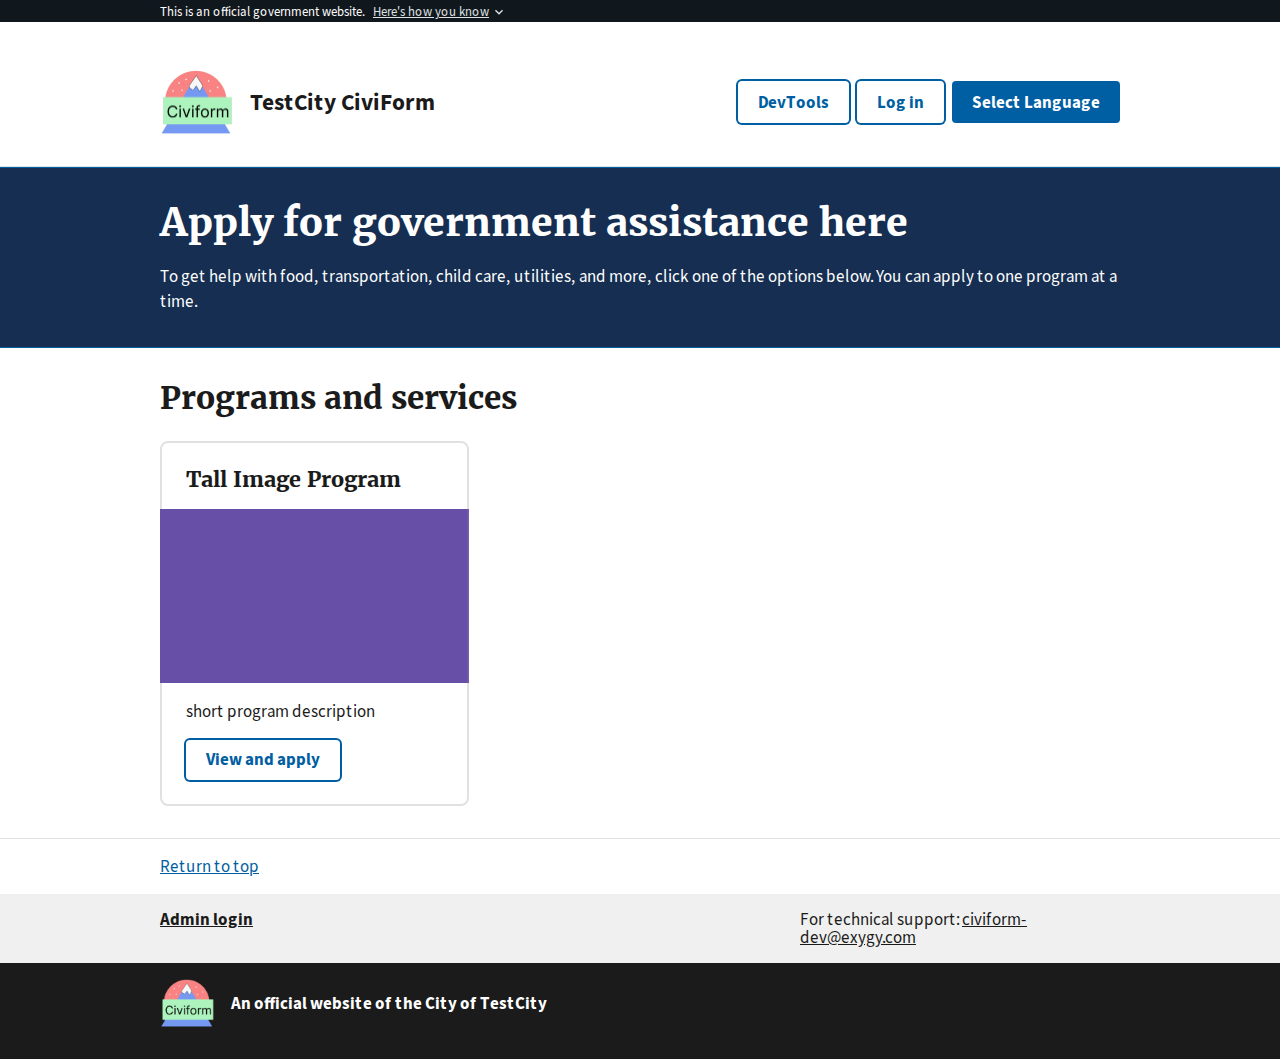 This is an official government website. Here's how you know
Civiform
TestCity CiviForm
DevTools
Log in
Select Language
Apply for government assistance here
To get help with food, transportation, child care, utilities, and more, click one of the options below. You can apply to one program at a
time.
Programs and services
Tall Image Program
short program description
View and apply
Return to top
Admin login
For technical support: civiform-
dev@exygy.com
Civiform
An official website of the City of TestCity